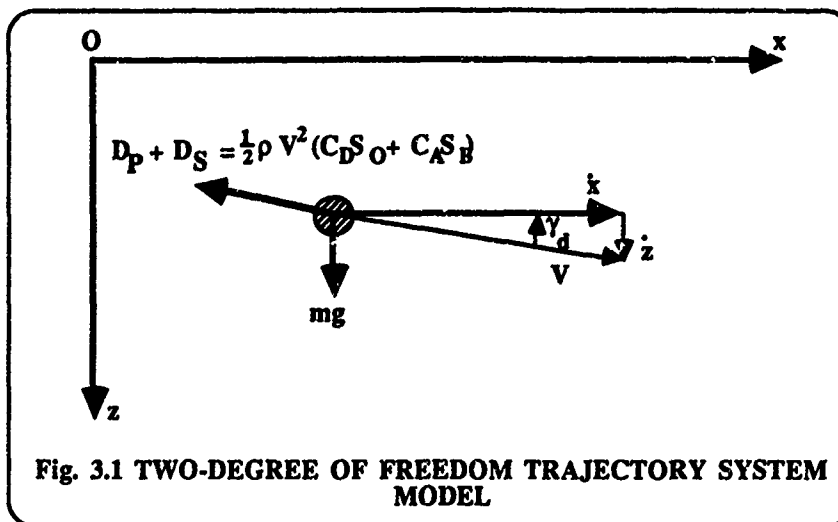 O
x
D_P + D_S = ½ρ V² (C_D S_O + C_A S_B)
ẋ
γ_d
ż
V
mg
z
Fig. 3.1 TWO-DEGREE OF FREEDOM TRAJECTORY SYSTEM
MODEL